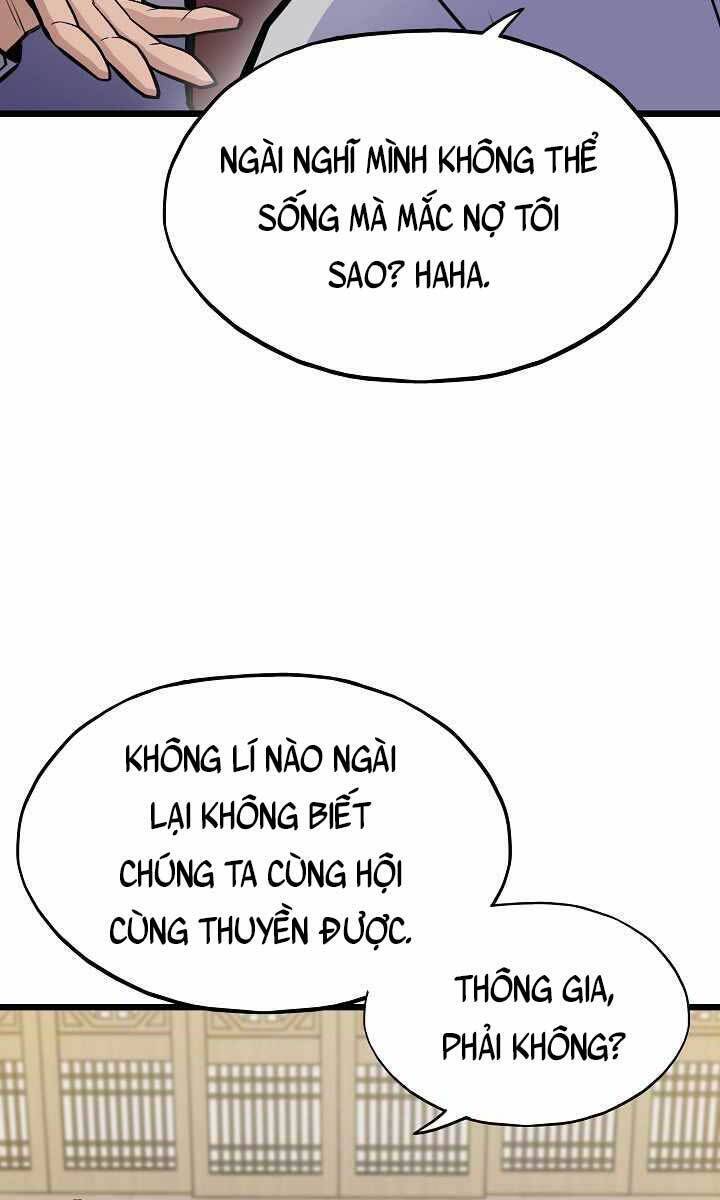 NGÀI NGHĨ MÌNH KHÔNG THỂ
SỐNG MÀ MẮC NỢ TÔI
SAO? HAHA.
KHÔNG LÍ NÀO NGÀI
LẠI KHÔNG BIẾT
CHÚNG TA CÙNG HỘI
CÙNG THUYỀN ĐƯỢC.
THÔNG GIA,
PHẢI KHÔNG?